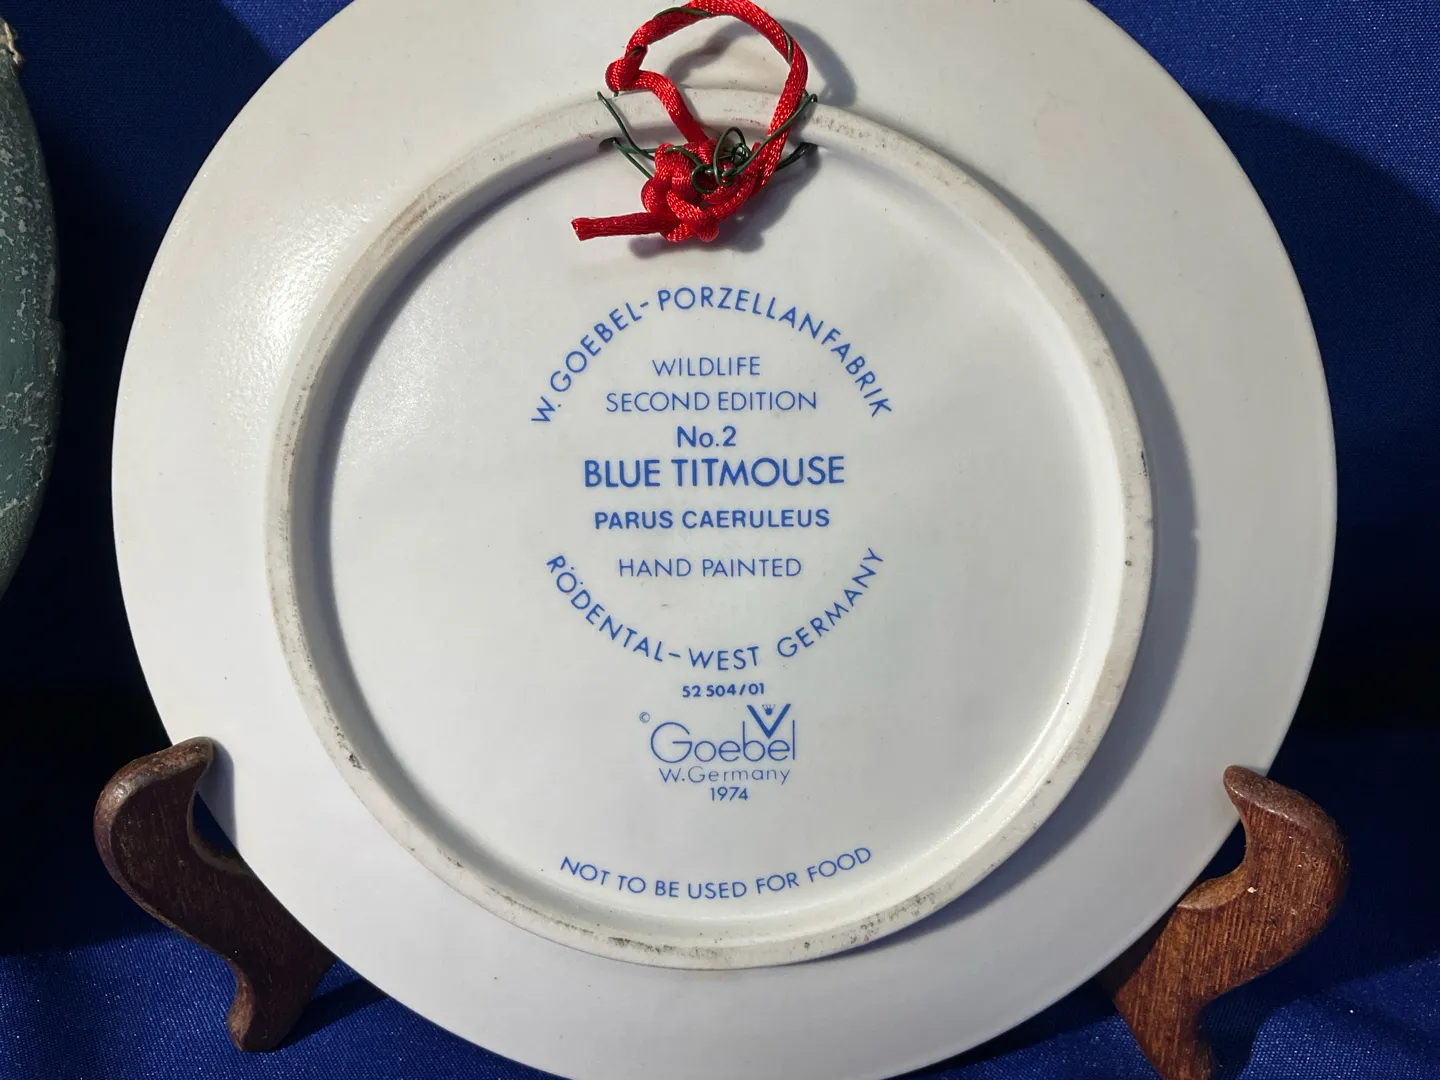 W. GOEBEL-PORZELLANFABRIK
WILDLIFE
SECOND EDITION
No.2
BLUE TITMOUSE
PARUS CAERULEUS
HAND PAINTED
RÖDENTAL-WEST GERMANY
52 504/01
© Goebel
W.Germany
1974
NOT TO BE USED FOR FOOD